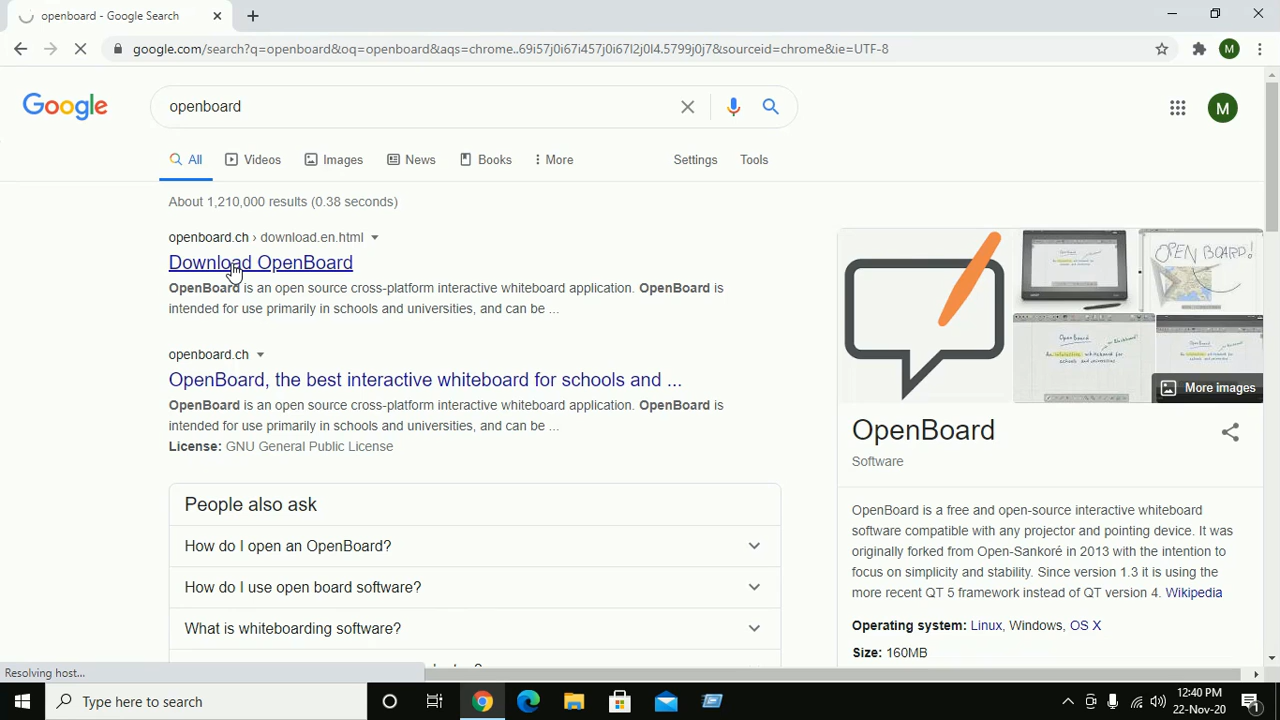 openboard - Google Search
google.com/search?q=openboard&oq=openboard&aqs=chrome..69i57j0i67i457j0i67l2j0l4.5799j0j7&sourceid=chrome&ie=UTF-8
M
Google
openboard
M
All
Videos
Images
News
Books
More
Settings
Tools
About 1,210,000 results (0.38 seconds)
openboard.ch › download.en.html
Download OpenBoard
OpenBoard is an open source cross-platform interactive whiteboard application. OpenBoard is
intended for use primarily in schools and universities, and can be ...
openboard.ch
OpenBoard, the best interactive whiteboard for schools and ...
OpenBoard is an open source cross-platform interactive whiteboard application. OpenBoard is
intended for use primarily in schools and universities, and can be ...
License: GNU General Public License
People also ask
How do I open an OpenBoard?
How do I use open board software?
What is whiteboarding software?
OPEN BOARD!
More images
OpenBoard
Software
OpenBoard is a free and open-source interactive whiteboard
software compatible with any projector and pointing device. It was
originally forked from Open-Sankoré in 2013 with the intention to
focus on simplicity and stability. Since version 1.3 it is using the
more recent QT 5 framework instead of QT version 4. Wikipedia
Operating system: Linux, Windows, OS X
Size: 160MB
Resolving host...
Type here to search
12:40 PM
22-Nov-20
1